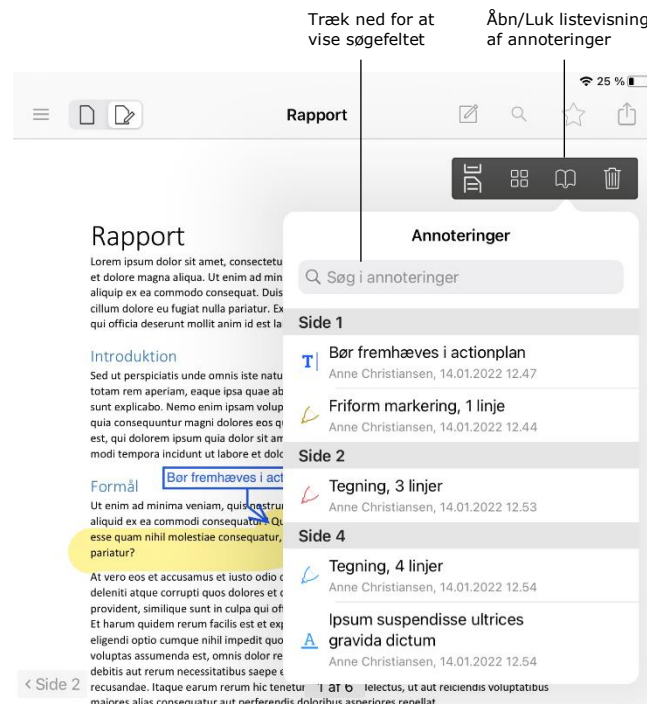 Træk ned for at
vise søgefeltet
Åbn/Luk listevisning
af annoteringer
25 %
Rapport
Rapport
Lorem ipsum dolor sit amet, consectetu
et dolore magna aliqua. Ut enim ad min
aliquip ex ea commodo consequat. Duis
cillum dolore eu fugiat nulla pariatur. Ex
qui officia deserunt mollit anim id est la
Introduktion
Sed ut perspiciatis unde omnis iste natu
totam rem aperiam, eaque ipsa quae ab
sunt explicabo. Nemo enim ipsam volup
quia consequuntur magni dolores eos q
est, qui dolorem ipsum quia dolor sit am
modi tempora incidunt ut labore et dolo
Formål
Bør fremhæves i act
Ut enim ad minima veniam, quis nostrur
aliquid ex ea commodi consequatur? Qu
esse quam nihil molestiae consequatur,
pariatur?
At vero eos et accusamus et iusto odio d
deleniti atque corrupti quos dolores et
provident, similique sunt in culpa qui off
Et harum quidem rerum facilis est et exp
eligendi optio cumque nihil impedit quo
voluptas assumenda est, omnis dolor re
debitis aut rerum necessitatibus saepe e
recusandae. Itaque earum rerum hic tenetur
1 af 6
delectus, ut aut reiciendis voluptatibus
maiores alias consequatur aut perferendis doloribus asperiores repellat.
< Side 2
Annoteringer
Søg i annoteringer
Side 1
T Bør fremhæves i actionplan
Anne Christiansen, 14.01.2022 12.47
Friform markering, 1 linje
Anne Christiansen, 14.01.2022 12.44
Side 2
Tegning, 3 linjer
Anne Christiansen, 14.01.2022 12.53
Side 4
Tegning, 4 linjer
Anne Christiansen, 14.01.2022 12.54
Ipsum suspendisse ultrices
A gravida dictum
Anne Christiansen, 14.01.2022 12.54